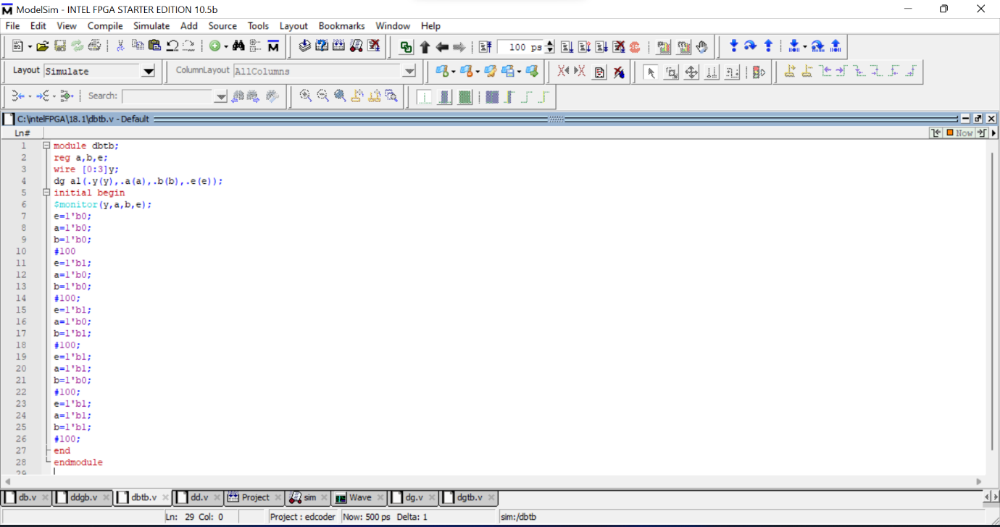 ModelSim - INTEL FPGA STARTER EDITION 10.5b
File Edit View Compile Simulate Add Source Tools Layout Bookmarks Window Help
100 ps
Layout Simulate ColumnLayout AllColumns
Search:
C:\intelFPGA\18.1\dbtb.v - Default
Ln# Now
1 module dbtb;
2 reg a,b,e;
3 wire [0:3]y;
4 dg a1(.y(y),.a(a),.b(b),.e(e));
5 initial begin
6 $monitor(y,a,b,e);
7 e=1'b0;
8 a=1'b0;
9 b=1'b0;
10 #100
11 e=1'b1;
12 a=1'b0;
13 b=1'b0;
14 #100;
15 e=1'b1;
16 a=1'b0;
17 b=1'b1;
18 #100;
19 e=1'b1;
20 a=1'b1;
21 b=1'b0;
22 #100;
23 e=1'b1;
24 a=1'b1;
25 b=1'b1;
26 #100;
27 end
28 endmodule
29
db.v ddgb.v dbtb.v dd.v Project sim Wave dg.v dgtb.v
Ln: 29 Col: 0 Project : edcoder Now: 500 ps Delta: 1 sim:/dbtb